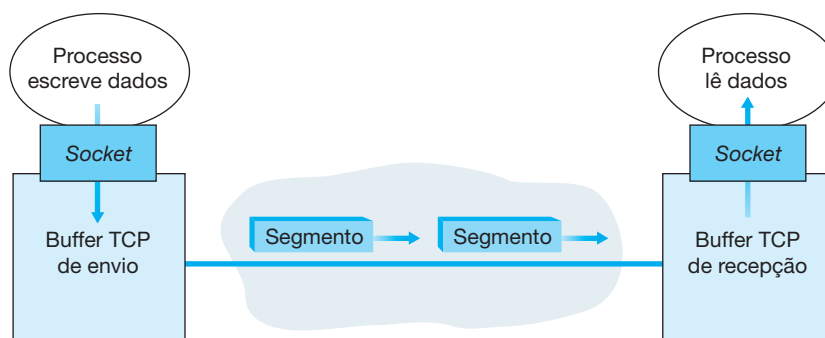 Processo
escreve dados
Socket
Buffer TCP
de envio
Segmento
Segmento
Processo
lê dados
Socket
Buffer TCP
de recepção